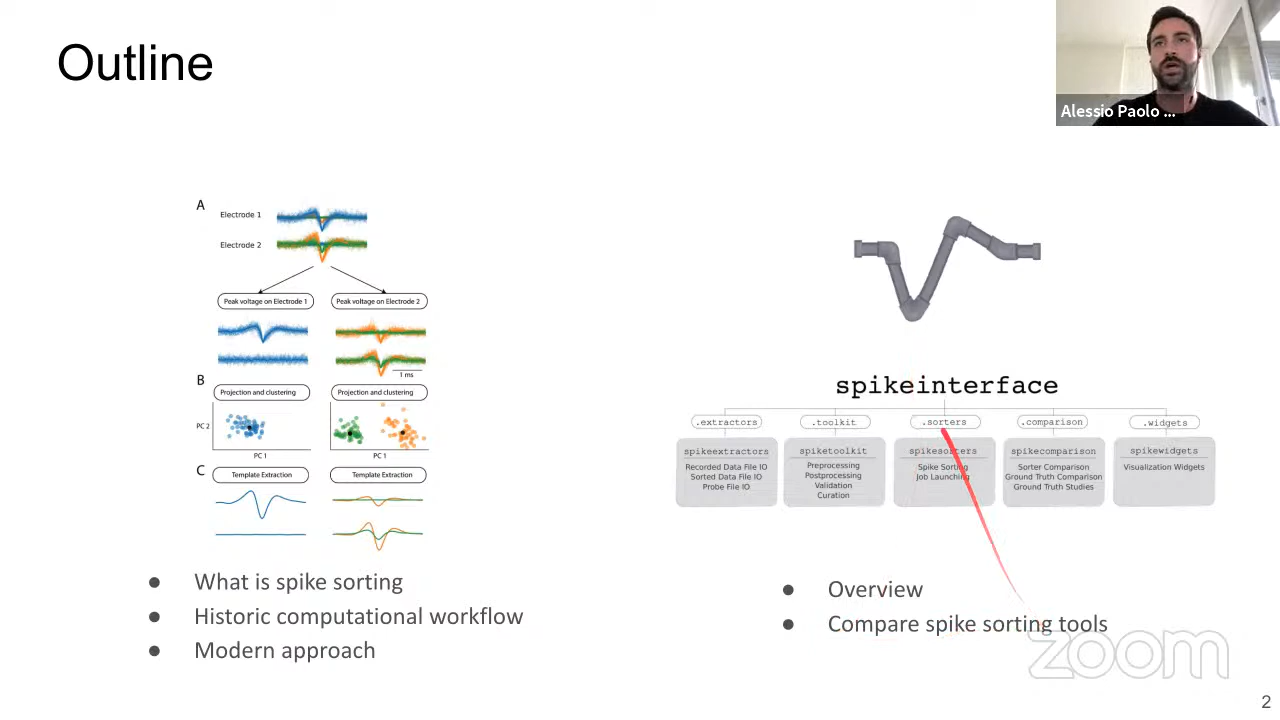 Outline
Alessio Paolo ...
A
Electrode 1
Electrode 2
Peak voltage on Electrode 1
Peak voltage on Electrode 2
1 ms
B
Projection and clustering
Projection and clustering
PC 2
PC 1
PC 1
C
Template Extraction
Template Extraction
● What is spike sorting
● Historic computational workflow
● Modern approach
spikeinterface
.extractors
.toolkit
.sorters
.comparison
.widgets
spikeextractors
Recorded Data File IO
Sorted Data File IO
Probe File IO
spiketoolkit
Preprocessing
Postprocessing
Validation
Curation
spikesorters
Spike Sorting
Job Launching
spikecomparison
Sorter Comparison
Ground Truth Comparison
Ground Truth Studies
spikewidgets
Visualization Widgets
● Overview
● Compare spike sorting tools
zoom
2